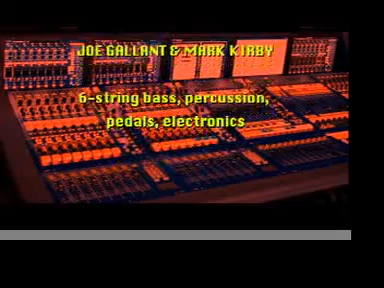 JOE GALLANT & MARK KIRBY
6-string bass, percussion,
pedals, electronics